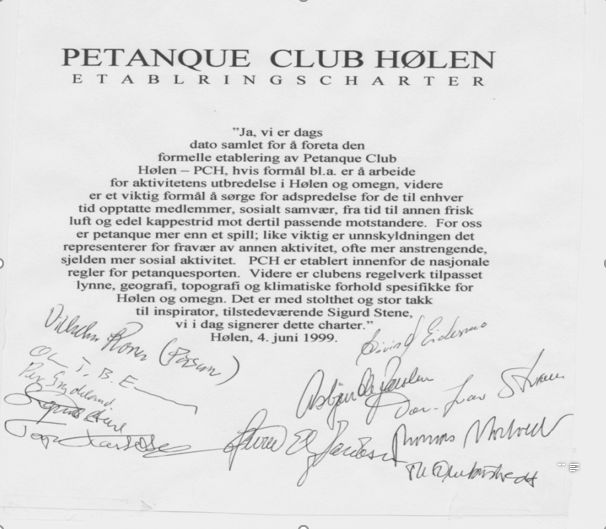 PETANQUE CLUB HØLEN
ETABLRINGSCHARTER
"Ja, vi er dags
dato samlet for å foreta den
formelle etablering av Petanque Club
Hølen – PCH, hvis formål bl.a. er å arbeide
for aktivitetens utbredelse i Hølen og omegn, videre
er et viktig formål å sørge for adspredelse for de til enhver
tid opptatte medlemmer, sosialt samvær, fra tid til annen frisk
luft og edel kappestrid mot dertil passende motstandere. For oss
er petanque mer enn et spill; like viktig er unnskyldningen det
representerer for fravær av annen aktivitet, ofte mer anstrengende,
sjelden mer sosial aktivitet. PCH er etablert innenfor de nasjonale
regler for petanquesporten. Videre er clubens regelverk tilpasset
lynne, geografi, topografi og klimatiske forhold spesifikke for
Hølen og omegn. Det er med stolthet og stor takk
til inspirator, tilstedeværende Sigurd Stene,
vi i dag signerer dette charter."
Hølen, 4. juni 1999.